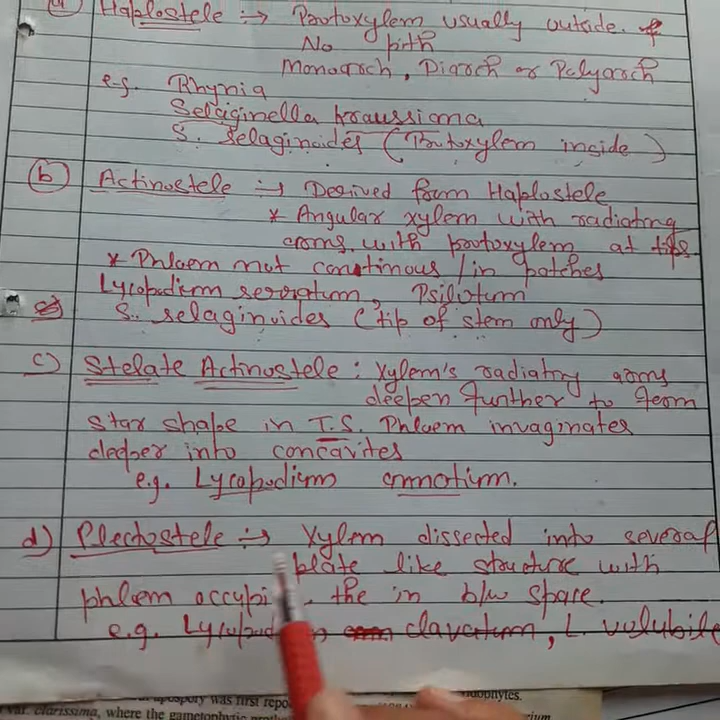 a) Haplostele :→ Protoxylem usually outside.
No pith
Monoarch, Diarch or Polyarch
e.g. Rhynia
Selaginella kraussiana
S. selaginoides (Protoxylem inside)
b) Actinostele :→ Derived from Haplostele
* Angular xylem with radiating
arms with protoxylem at tips
* Phloem not continous / in patches
Lycopodium serratum, Psilotum
S. selaginoides (tip of stem only)
c) Stelate Actinostele : Xylem's radiatry arms
deepen further to form
star shape in T.S. Phloem invaginates
deeper into concavites
e.g. Lycopodium annotium.
d) Plectostele :→ Xylem dissected into several
plate like structure with
phloem the in b/w space.
e.g. clavatum, L. volubile
was first
var. clarissima, where the gametophytic